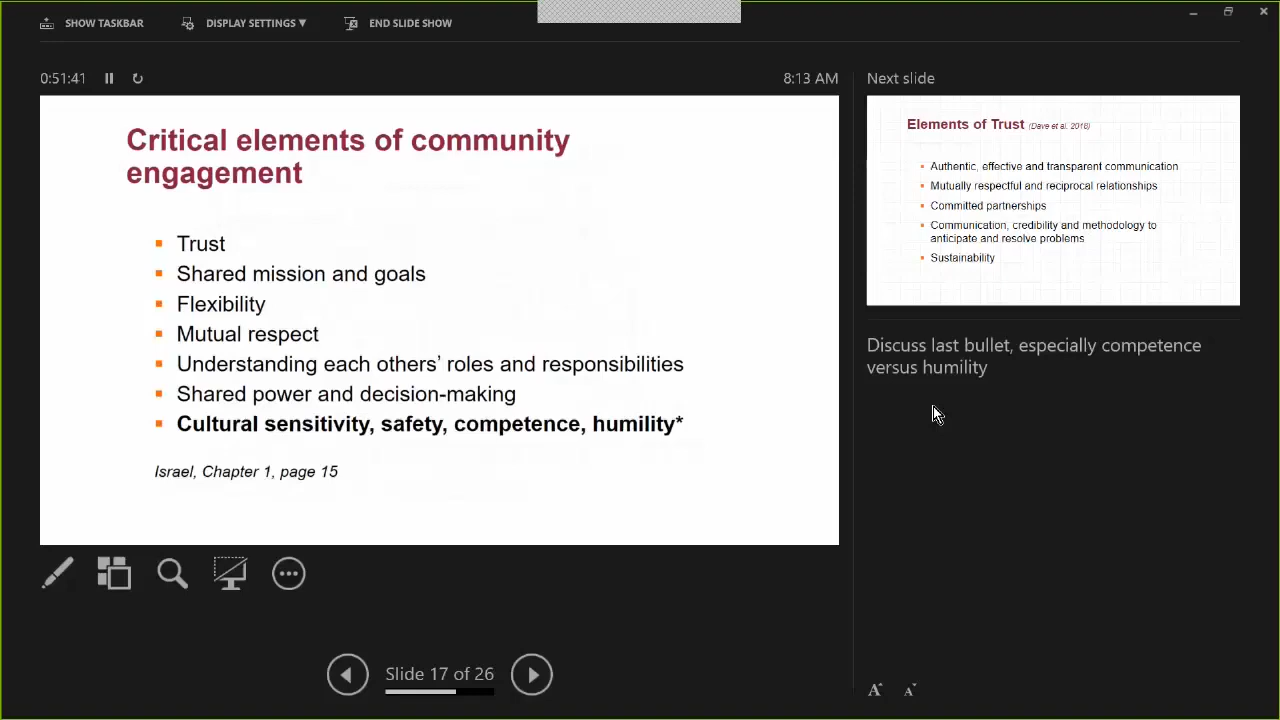 SHOW TASKBAR
DISPLAY SETTINGS ▼
END SLIDE SHOW
0:51:41
8:13 AM
Critical elements of community
engagement
▪ Trust
▪ Shared mission and goals
▪ Flexibility
▪ Mutual respect
▪ Understanding each others’ roles and responsibilities
▪ Shared power and decision-making
▪ Cultural sensitivity, safety, competence, humility*
Israel, Chapter 1, page 15
Slide 17 of 26
Next slide
Elements of Trust (Dave et al. 2018)
▪ Authentic, effective and transparent communication
▪ Mutually respectful and reciprocal relationships
▪ Committed partnerships
▪ Communication, credibility and methodology to
anticipate and resolve problems
▪ Sustainability
Discuss last bullet, especially competence
versus humility
A A